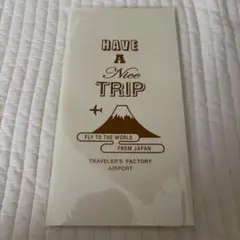 HAVE
A
Nice
TRIP
FLY TO THE WORLD
FROM JAPAN
TRAVELER'S FACTORY
AIRPORT